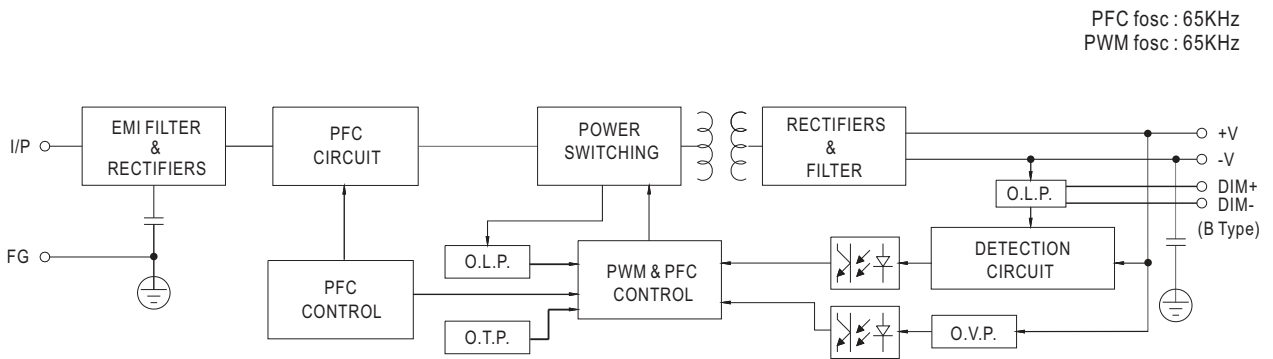 PFC fosc : 65KHz
PWM fosc : 65KHz
I/P
EMI FILTER
&
RECTIFIERS
PFC
CIRCUIT
POWER
SWITCHING
RECTIFIERS
&
FILTER
+V
-V
O.L.P.
DIM+
DIM-
(B Type)
FG
PFC
CONTROL
O.L.P.
O.T.P.
PWM & PFC
CONTROL
DETECTION
CIRCUIT
O.V.P.